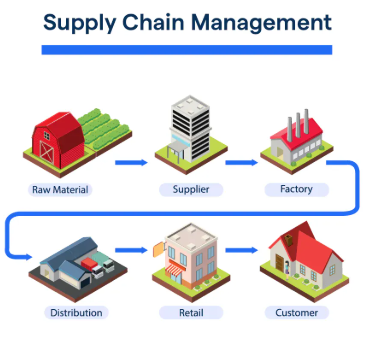 Supply Chain Management
Raw Material
Supplier
Factory
Distribution
Retail
Customer